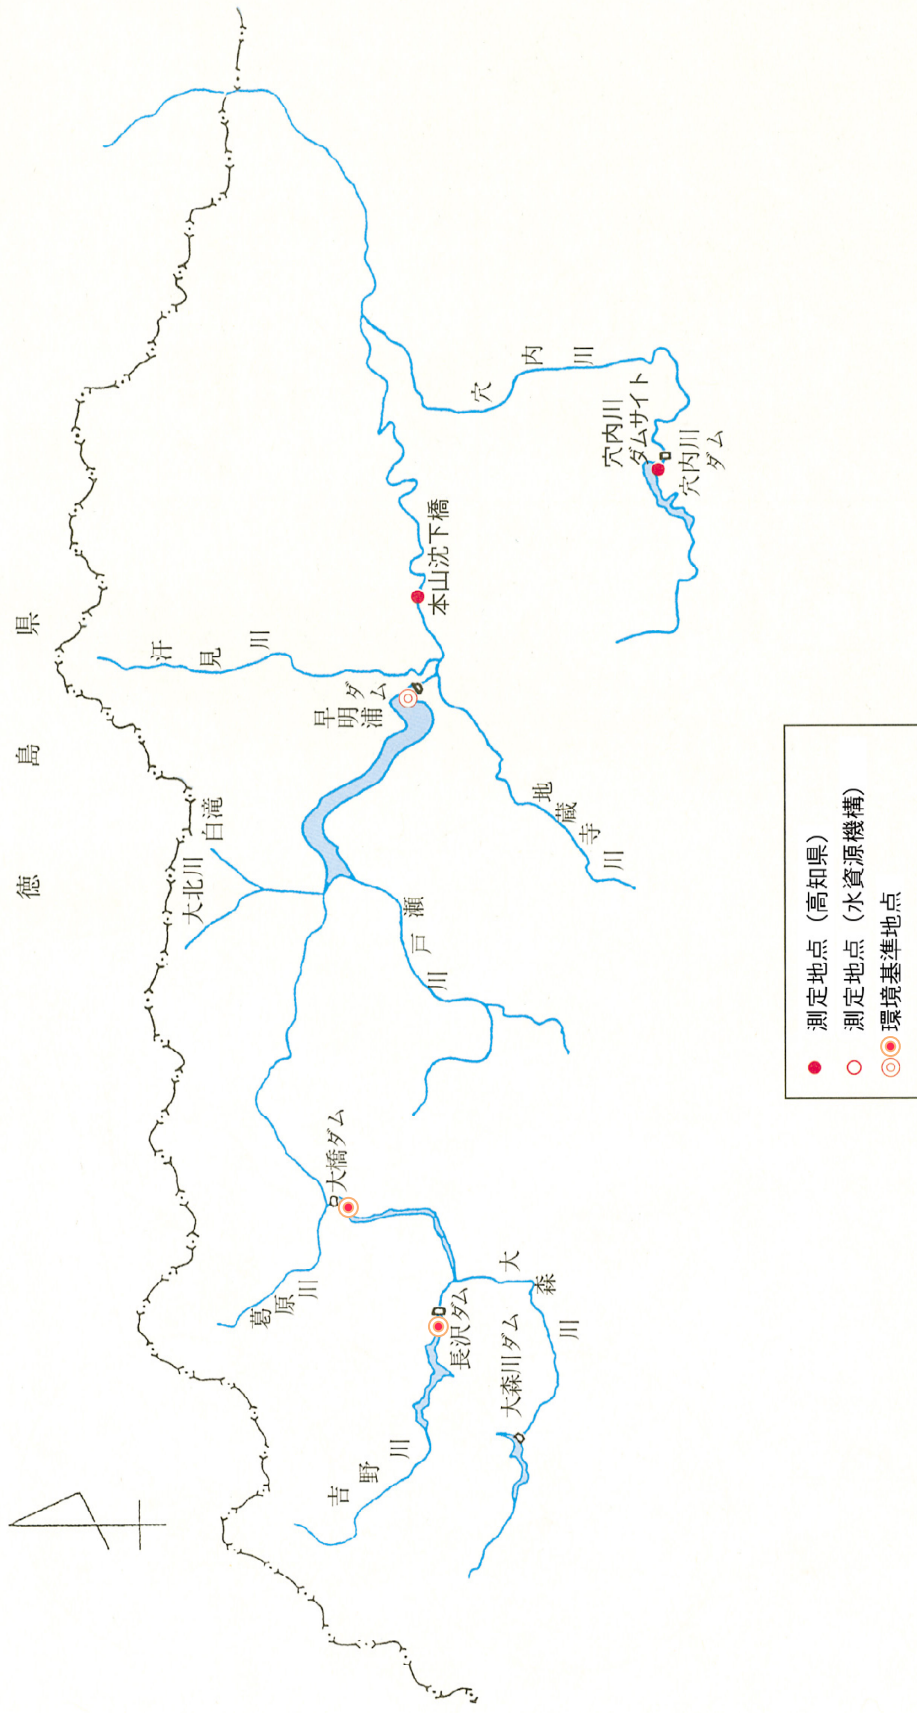 徳島県
白滝
大北川
汗見川
早明浦
ダム
本山沈下橋
穴内川
穴内川
ダムサイト
穴内川
ダム
地蔵寺川
瀬戸川
大橋ダム
葛原川
長沢ダム
大森川
大森川ダム
吉野川
測定地点（高知県）
測定地点（水資源機構）
環境基準地点